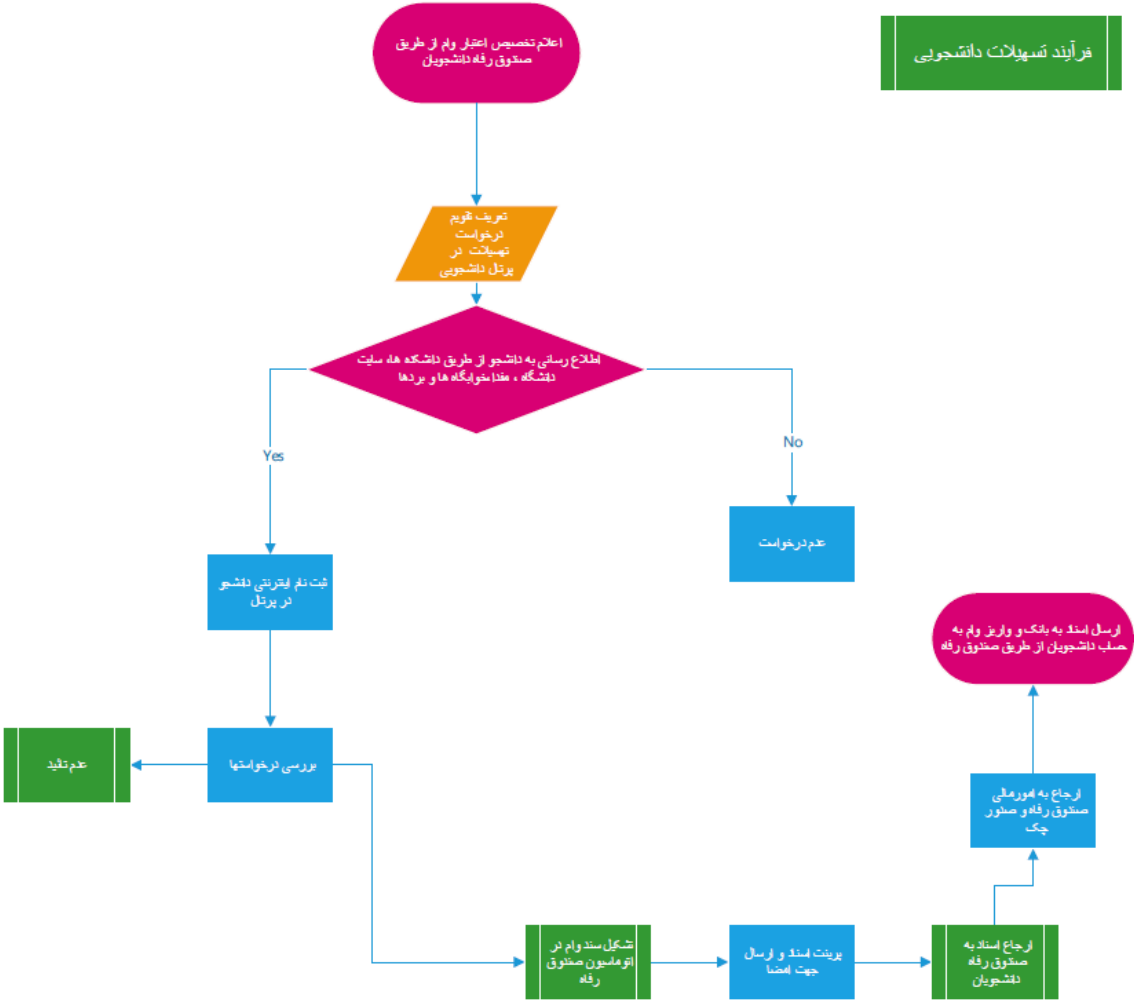 فرآیند تسهیلات دانشجویی
اعلام تخصیص اعتبار وام از طریق
صندوق رفاه دانشجویان
تعریف تقویم
درخواست
تهسیلات در
پرتال دانشجویی
اطلاع رسانی به دانشجو از طریق دانشکده ها، سایت
دانشگاه ، مفدا،خوابگاه ها و بردها
Yes
No
عدم درخواست
ثبت نام اینترنتی دانشجو
در پرتال
بررسی درخواستها
عدم تائید
تشکیل سند وام در
اتوماسیون صندوق
رفاه
پرینت اسناد و ارسال
جهت امضا
ارجاع اسناد به
صندوق رفاه
دانشجویان
ارجاع به امورمالی
صندوق رفاه و صدور
چک
ارسال اسناد به بانک و واریز وام به
حساب دانشجویان از طریق صندوق رفاه